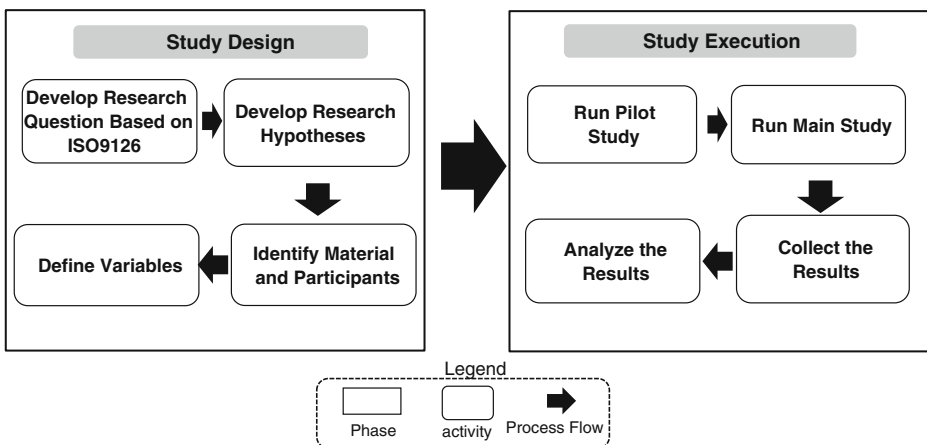 Study Design
Develop Research
Question Based on
ISO9126
Develop Research
Hypotheses
Define Variables
Identify Material
and Participants
Study Execution
Run Pilot
Study
Run Main Study
Analyze the
Results
Collect the
Results
Legend
Phase
activity
Process Flow